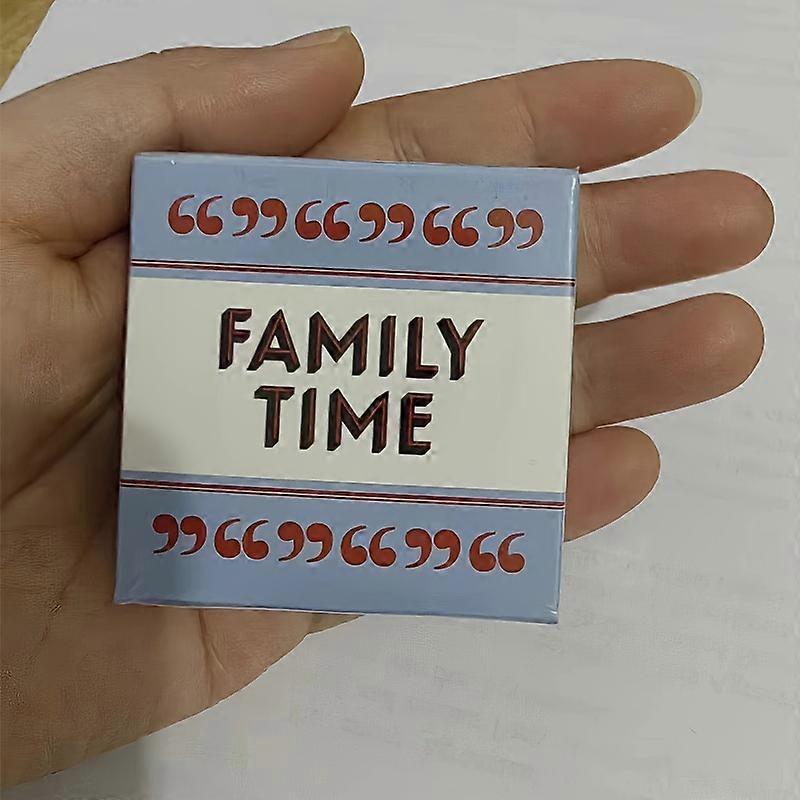 “ ” “ ” “ ”
FAMILY
TIME
” “ ” “ ” “